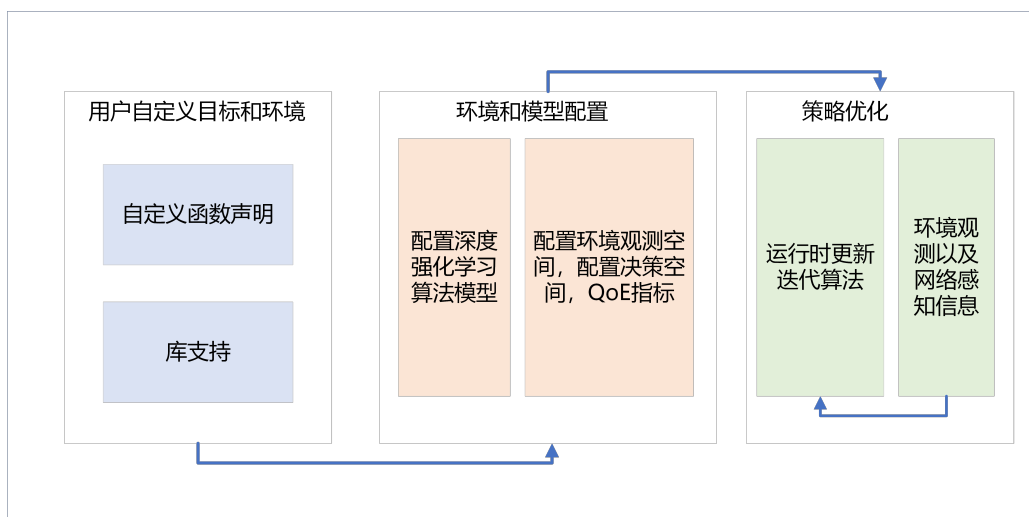 用户自定义目标和环境
自定义函数声明
库支持
环境和模型配置
配置深度
强化学习
算法模型
配置环境观测空
间，配置决策空
间，QoE指标
策略优化
运行时更新
迭代算法
环境观
测以及
网络感
知信息